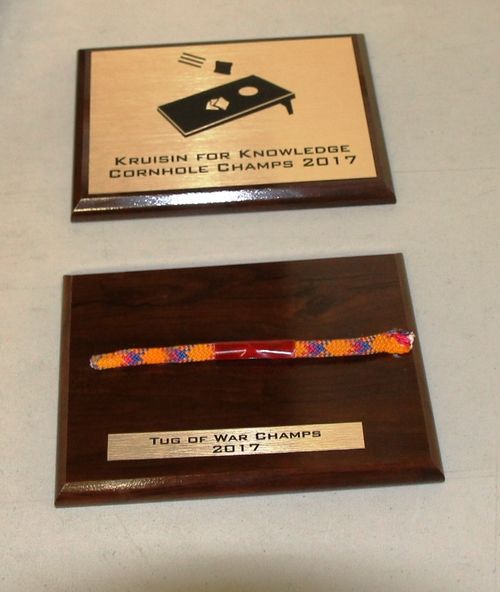 Kruisin for Knowledge
Cornhole Champs 2017
Tug of War Champs
2017